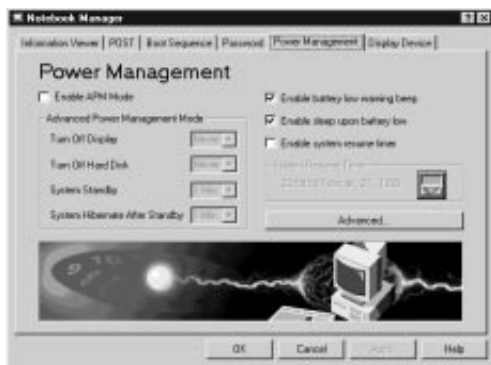 Notebook Manager
Information Viewer
POST
Boot Sequence
Password
Power Management
Display Device
Power Management
Enable APM Mode
Advanced Power Management Mode
Turn Off Display
Turn Off Hard Disk
System Standby
System Hibernate After Standby
Enable battery low warning beep
Enable sleep upon battery low
Enable system resume timer
Advanced...
OK
Cancel
Help